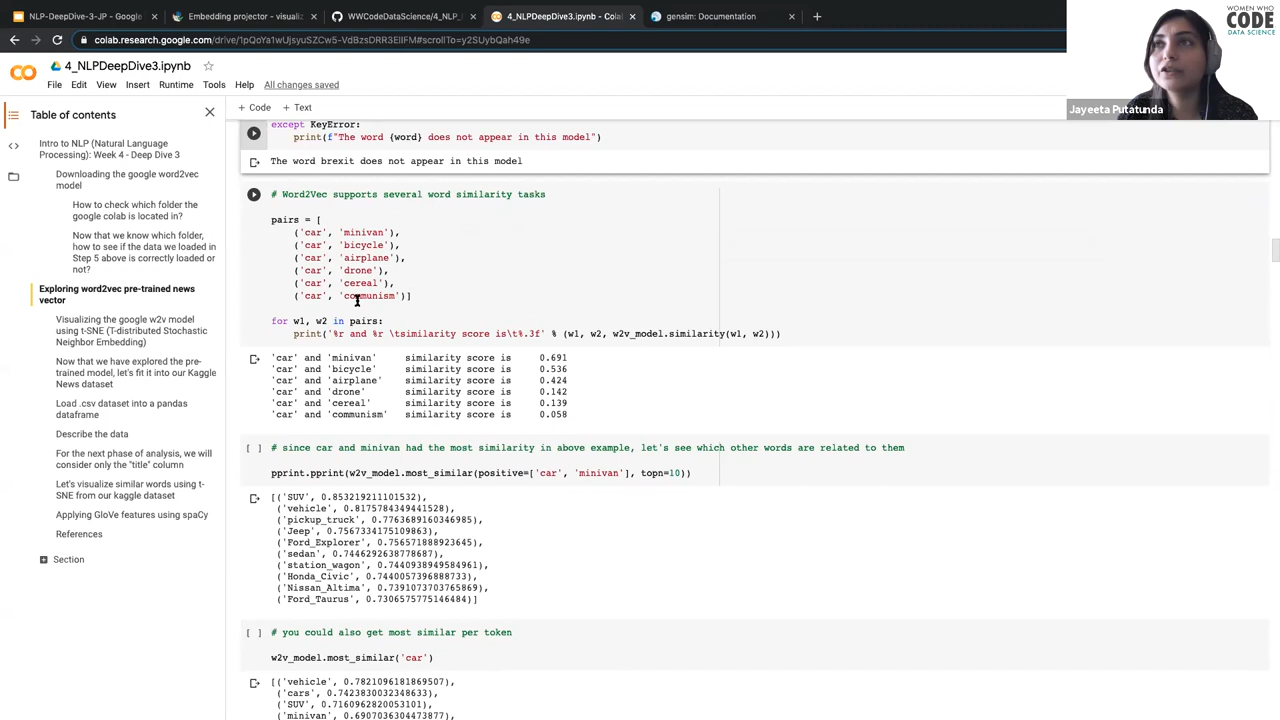 NLP-DeepDive-3-JP - Google
Embedding projector - visualiz
WWCodeDataScience/4_NLP_
4_NLPDeepDive3.ipynb - Colab
gensim: Documentation
WOMEN WHO
CODE
DATA SCIENCE
colab.research.google.com/drive/1pQoYa1wUjsyuSZCw5-VdBzsDRR3ElIFM#scrollTo=y2SUybQah49e
4_NLPDeepDive3.ipynb
File Edit View Insert Runtime Tools Help All changes saved
Jayeeta Putatunda
Table of contents
Intro to NLP (Natural Language
Processing): Week 4 - Deep Dive 3
Downloading the google word2vec
model
How to check which folder the
google colab is located in?
Now that we know which folder,
how to see if the data we loaded in
Step 5 above is correctly loaded or
not?
Exploring word2vec pre-trained news
vector
Visualizing the google w2v model
using t-SNE (T-distributed Stochastic
Neighbor Embedding)
Now that we have explored the pre-
trained model, let's fit it into our Kaggle
News dataset
Load .csv dataset into a pandas
dataframe
Describe the data
For the next phase of analysis, we will
consider only the "title" column
Let's visualize similar words using t-
SNE from our kaggle dataset
Applying GloVe features using spaCy
References
Section
+ Code + Text
except KeyError:
print(f"The word {word} does not appear in this model")
The word brexit does not appear in this model
# Word2Vec supports several word similarity tasks
pairs = [
('car', 'minivan'),
('car', 'bicycle'),
('car', 'airplane'),
('car', 'drone'),
('car', 'cereal'),
('car', 'communism')]
for w1, w2 in pairs:
print('%r and %r \tsimilarity score is\t%.3f' % (w1, w2, w2v_model.similarity(w1, w2)))
'car' and 'minivan' similarity score is 0.691
'car' and 'bicycle' similarity score is 0.536
'car' and 'airplane' similarity score is 0.424
'car' and 'drone' similarity score is 0.142
'car' and 'cereal' similarity score is 0.139
'car' and 'communism' similarity score is 0.058
[ ] # since car and minivan had the most similarity in above example, let's see which other words are related to them
pprint.pprint(w2v_model.most_similar(positive=['car', 'minivan'], topn=10))
[('SUV', 0.853219211101532),
('vehicle', 0.8175784349441528),
('pickup_truck', 0.7763689160346985),
('Jeep', 0.7567334175109863),
('Ford_Explorer', 0.756571888923645),
('sedan', 0.7446292638778687),
('station_wagon', 0.7440938949584961),
('Honda_Civic', 0.7440057396888733),
('Nissan_Altima', 0.7391073703765869),
('Ford_Taurus', 0.7306575775146484)]
[ ] # you could also get most similar per token
w2v_model.most_similar('car')
[('vehicle', 0.7821096181869507),
('cars', 0.7423830032348633),
('SUV', 0.7160962820053101),
('minivan', 0.6907036304473877),